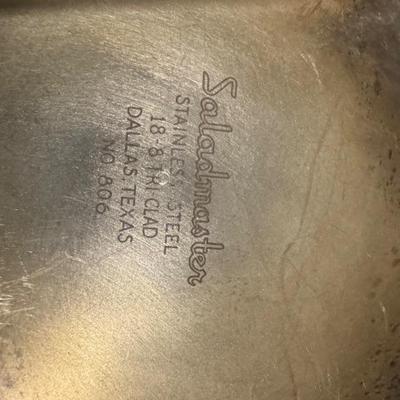 Saladmaster
STAINLESS STEEL
18-8 TRI-CLAD
DALLAS, TEXAS
NO. 806